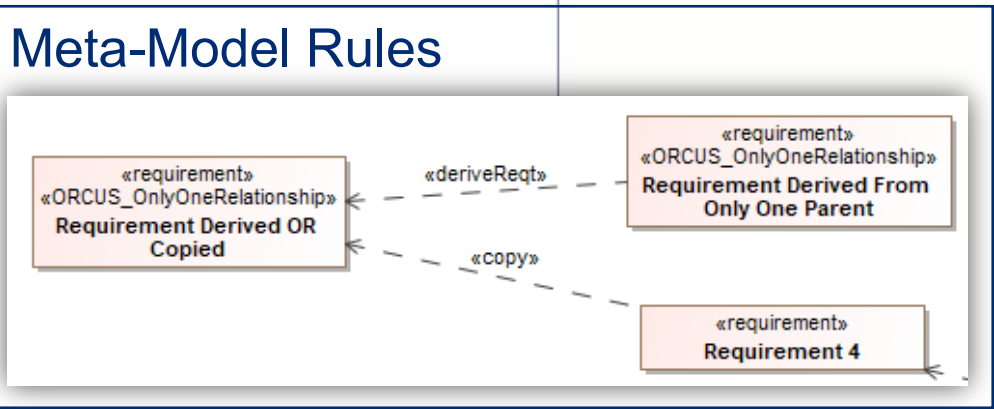 Meta-Model Rules
«requirement»
«ORCUS_OnlyOneRelationship»
Requirement Derived OR
Copied
«deriveReqt»
«copy»
«requirement»
«ORCUS_OnlyOneRelationship»
Requirement Derived From
Only One Parent
«requirement»
Requirement 4